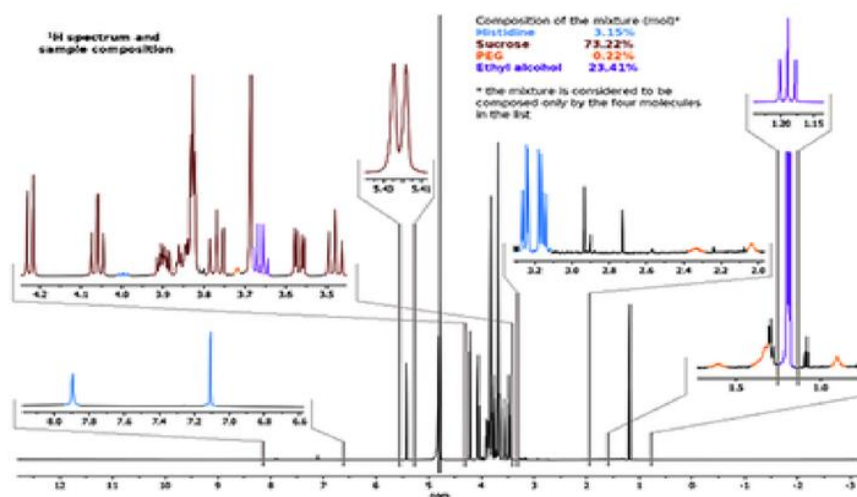 ¹H spectrum and
sample composition
Composition of the mixture (mol)*
Histidine 3.15%
Sucrose 73.22%
PEG 0.22%
Ethyl alcohol 23.41%
* the mixture is considered to be
composed only by the four molecules
in the list
5.43 5.41
1.20 1.15
4.2 4.1 4.0 3.9 3.8 3.7 3.6 3.5
3.2 2.8 2.6 2.4 2.2 2.0
1.5 1.0
8.0 7.8 7.6 7.4 7.2 7.0 6.8 6.6
12 11 10 9 8 7 6 5 4 3 2 1 0 -1 -2 -3